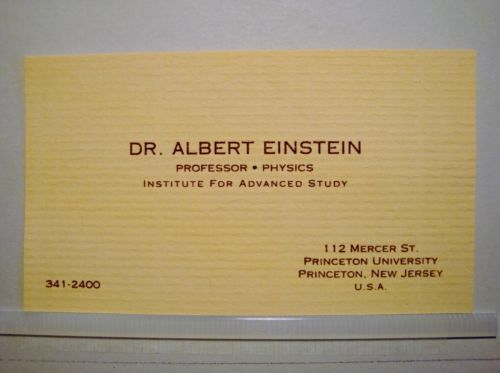 DR. ALBERT EINSTEIN
PROFESSOR • PHYSICS
INSTITUTE FOR ADVANCED STUDY
112 MERCER ST.
PRINCETON UNIVERSITY
PRINCETON, NEW JERSEY
U.S.A.
341-2400